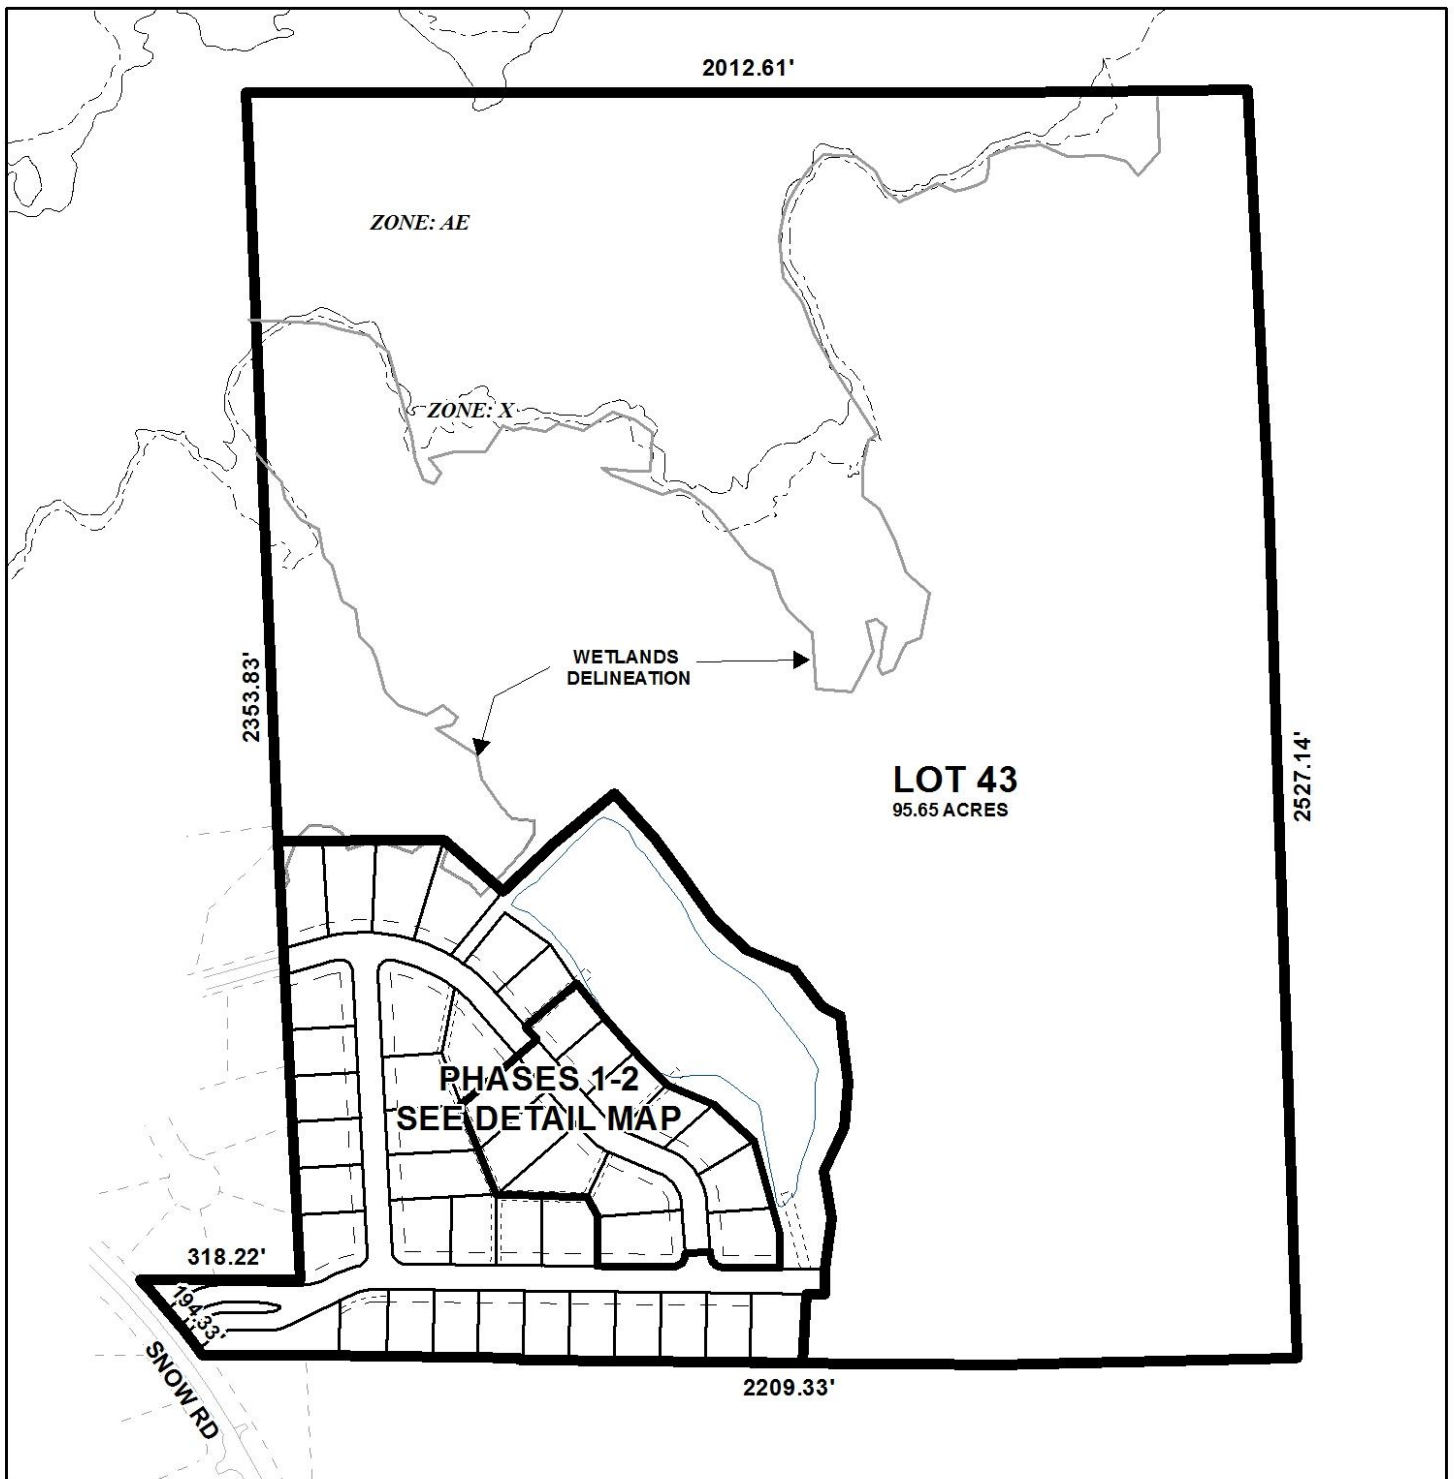 2012.61'
ZONE: AE
ZONE: X
WETLANDS
DELINEATION
2353.83'
LOT 43
95.65 ACRES
2527.14'
PHASES 1-2
SEE DETAIL MAP
318.22'
194.33'
SNOW RD
2209.33'